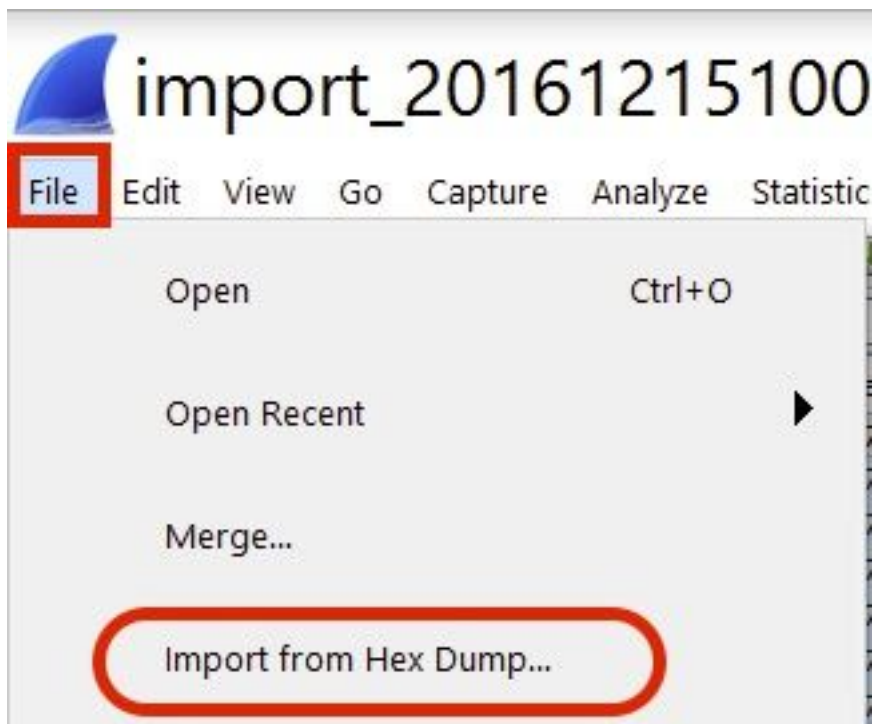 import_20161215100
File Edit View Go Capture Analyze Statistic
Open Ctrl+O
Open Recent
Merge...
Import from Hex Dump...